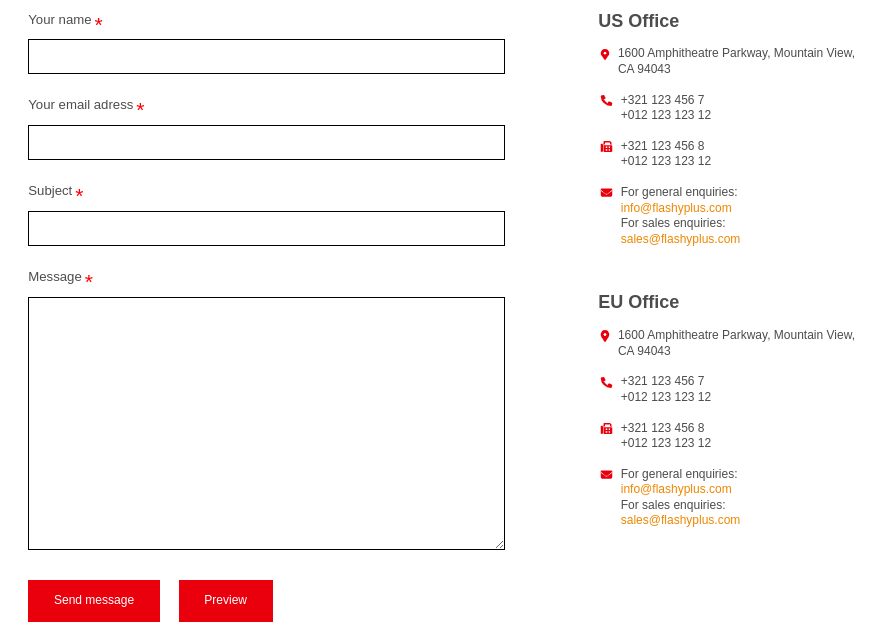 Your name *
Your email adress *
Subject *
Message *
Send message
Preview
US Office
1600 Amphitheatre Parkway, Mountain View,
CA 94043
+321 123 456 7
+012 123 123 12
+321 123 456 8
+012 123 123 12
For general enquiries:
info@flashyplus.com
For sales enquiries:
sales@flashyplus.com
EU Office
1600 Amphitheatre Parkway, Mountain View,
CA 94043
+321 123 456 7
+012 123 123 12
+321 123 456 8
+012 123 123 12
For general enquiries:
info@flashyplus.com
For sales enquiries:
sales@flashyplus.com